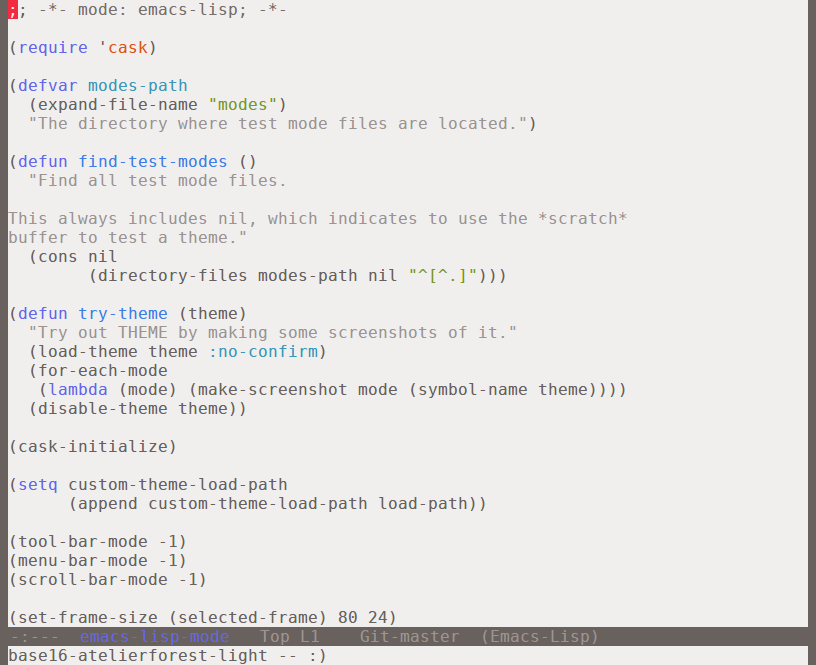 ;; -*- mode: emacs-lisp; -*-

(require 'cask)

(defvar modes-path
  (expand-file-name "modes")
  "The directory where test mode files are located.")

(defun find-test-modes ()
  "Find all test mode files.

This always includes nil, which indicates to use the *scratch*
buffer to test a theme."
  (cons nil
        (directory-files modes-path nil "^[^.]")))

(defun try-theme (theme)
  "Try out THEME by making some screenshots of it."
  (load-theme theme :no-confirm)
  (for-each-mode
   (lambda (mode) (make-screenshot mode (symbol-name theme))))
  (disable-theme theme))

(cask-initialize)

(setq custom-theme-load-path
      (append custom-theme-load-path load-path))

(tool-bar-mode -1)
(menu-bar-mode -1)
(scroll-bar-mode -1)

(set-frame-size (selected-frame) 80 24)
-:---  emacs-lisp-mode   Top L1    Git-master  (Emacs-Lisp)
base16-atelierforest-light -- :)